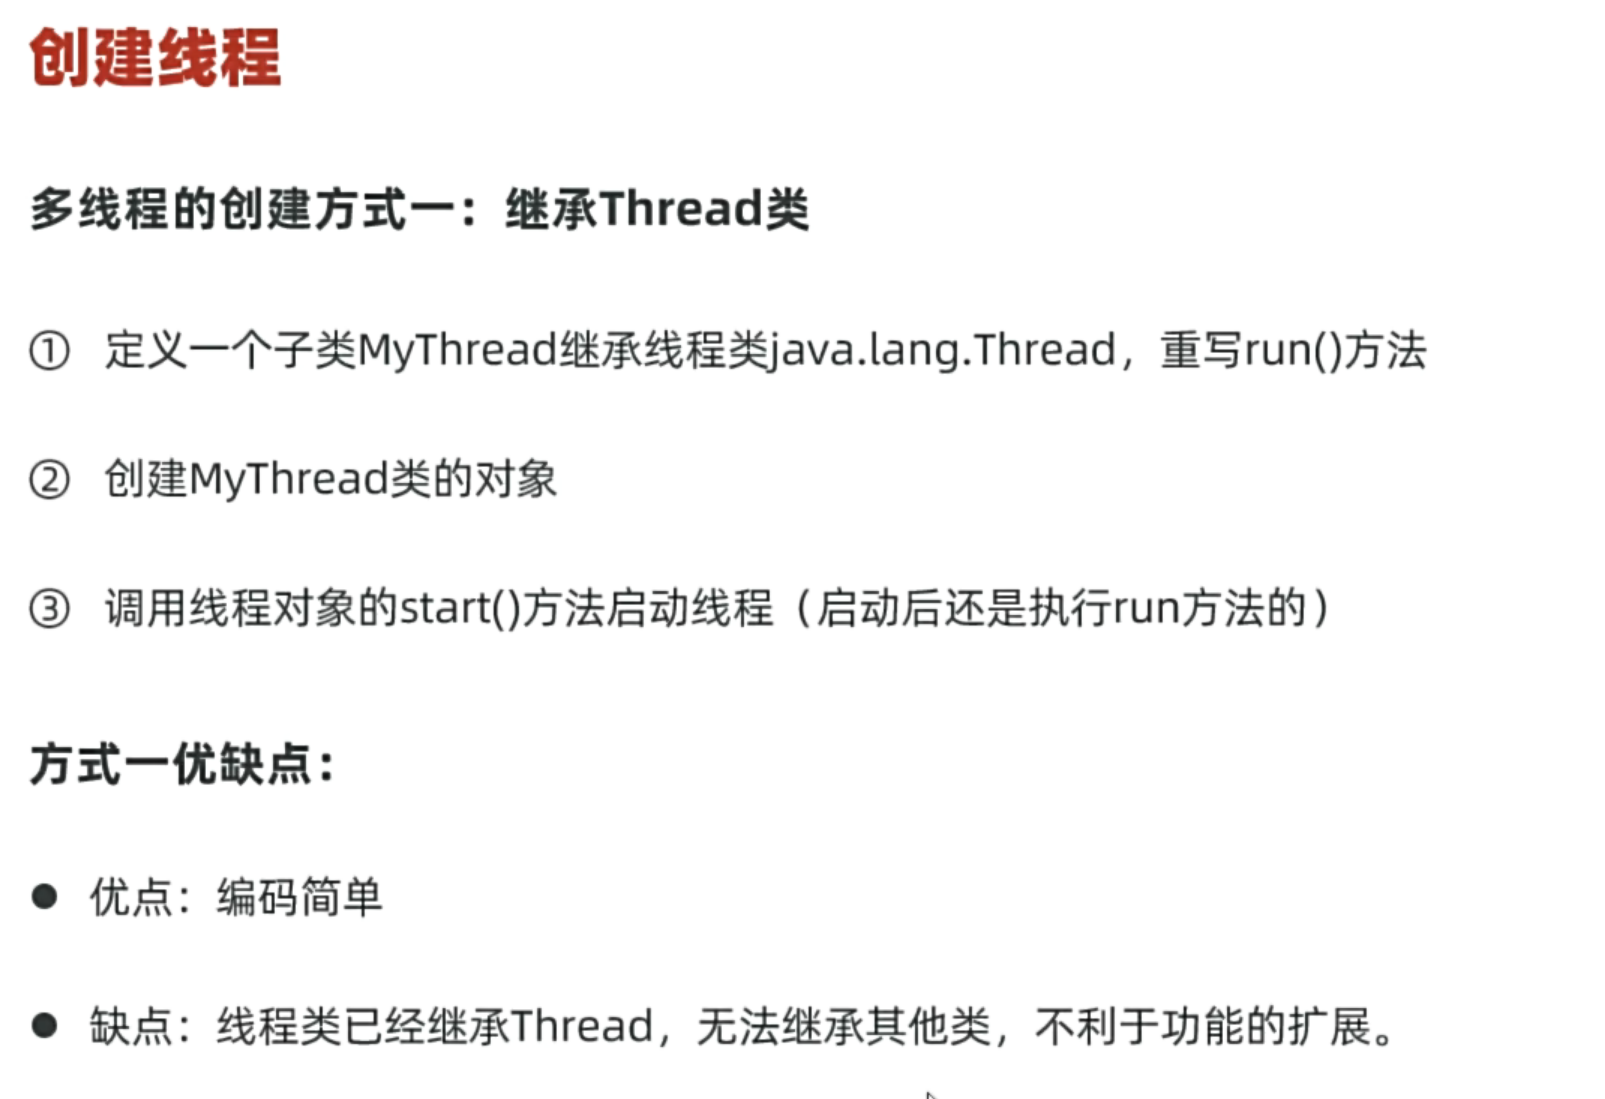 创建线程
多线程的创建方式一：继承Thread类
① 定义一个子类MyThread继承线程类java.lang.Thread，重写run()方法
② 创建MyThread类的对象
③ 调用线程对象的start()方法启动线程（启动后还是执行run方法的）
方式一优缺点：
● 优点：编码简单
● 缺点：线程类已经继承Thread，无法继承其他类，不利于功能的扩展。